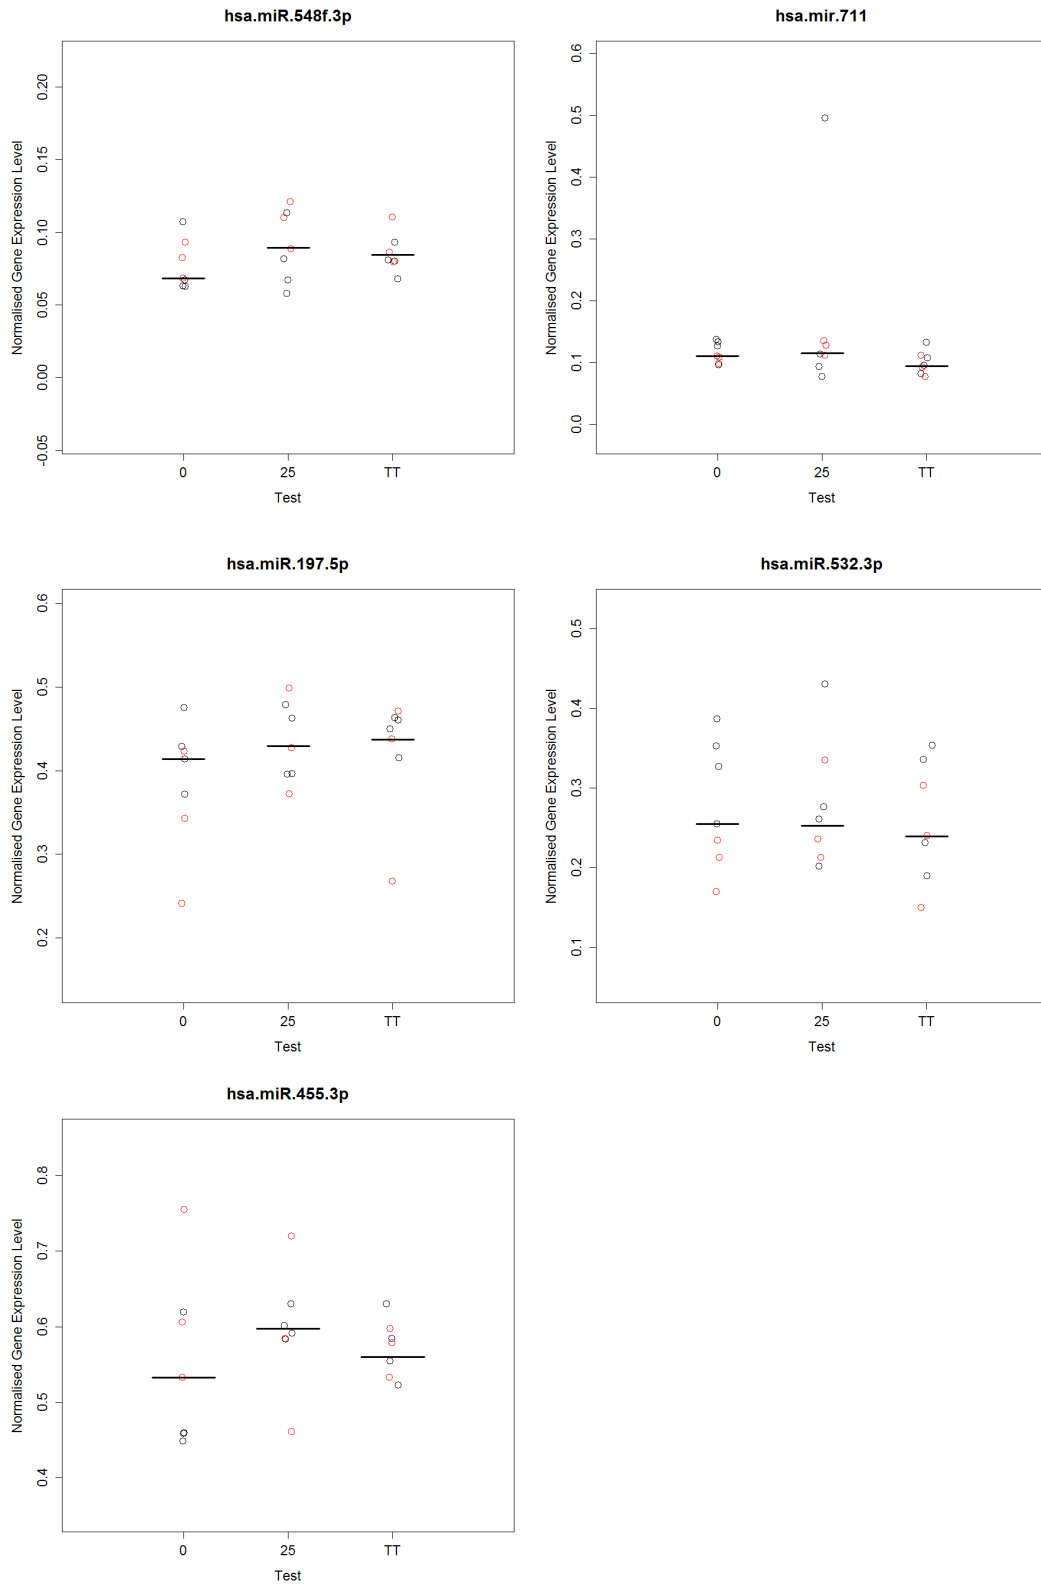 hsa.miR.548f.3p
Normalised Gene Expression Level
0.20
0.15
0.10
0.05
0.00
-0.05
0 25 TT
Test
hsa.mir.711
Normalised Gene Expression Level
0.6
0.5
0.4
0.3
0.2
0.1
0.0
0 25 TT
Test
hsa.miR.197.5p
Normalised Gene Expression Level
0.6
0.5
0.4
0.3
0.2
0 25 TT
Test
hsa.miR.532.3p
Normalised Gene Expression Level
0.5
0.4
0.3
0.2
0.1
0 25 TT
Test
hsa.miR.455.3p
Normalised Gene Expression Level
0.8
0.7
0.6
0.5
0.4
0 25 TT
Test